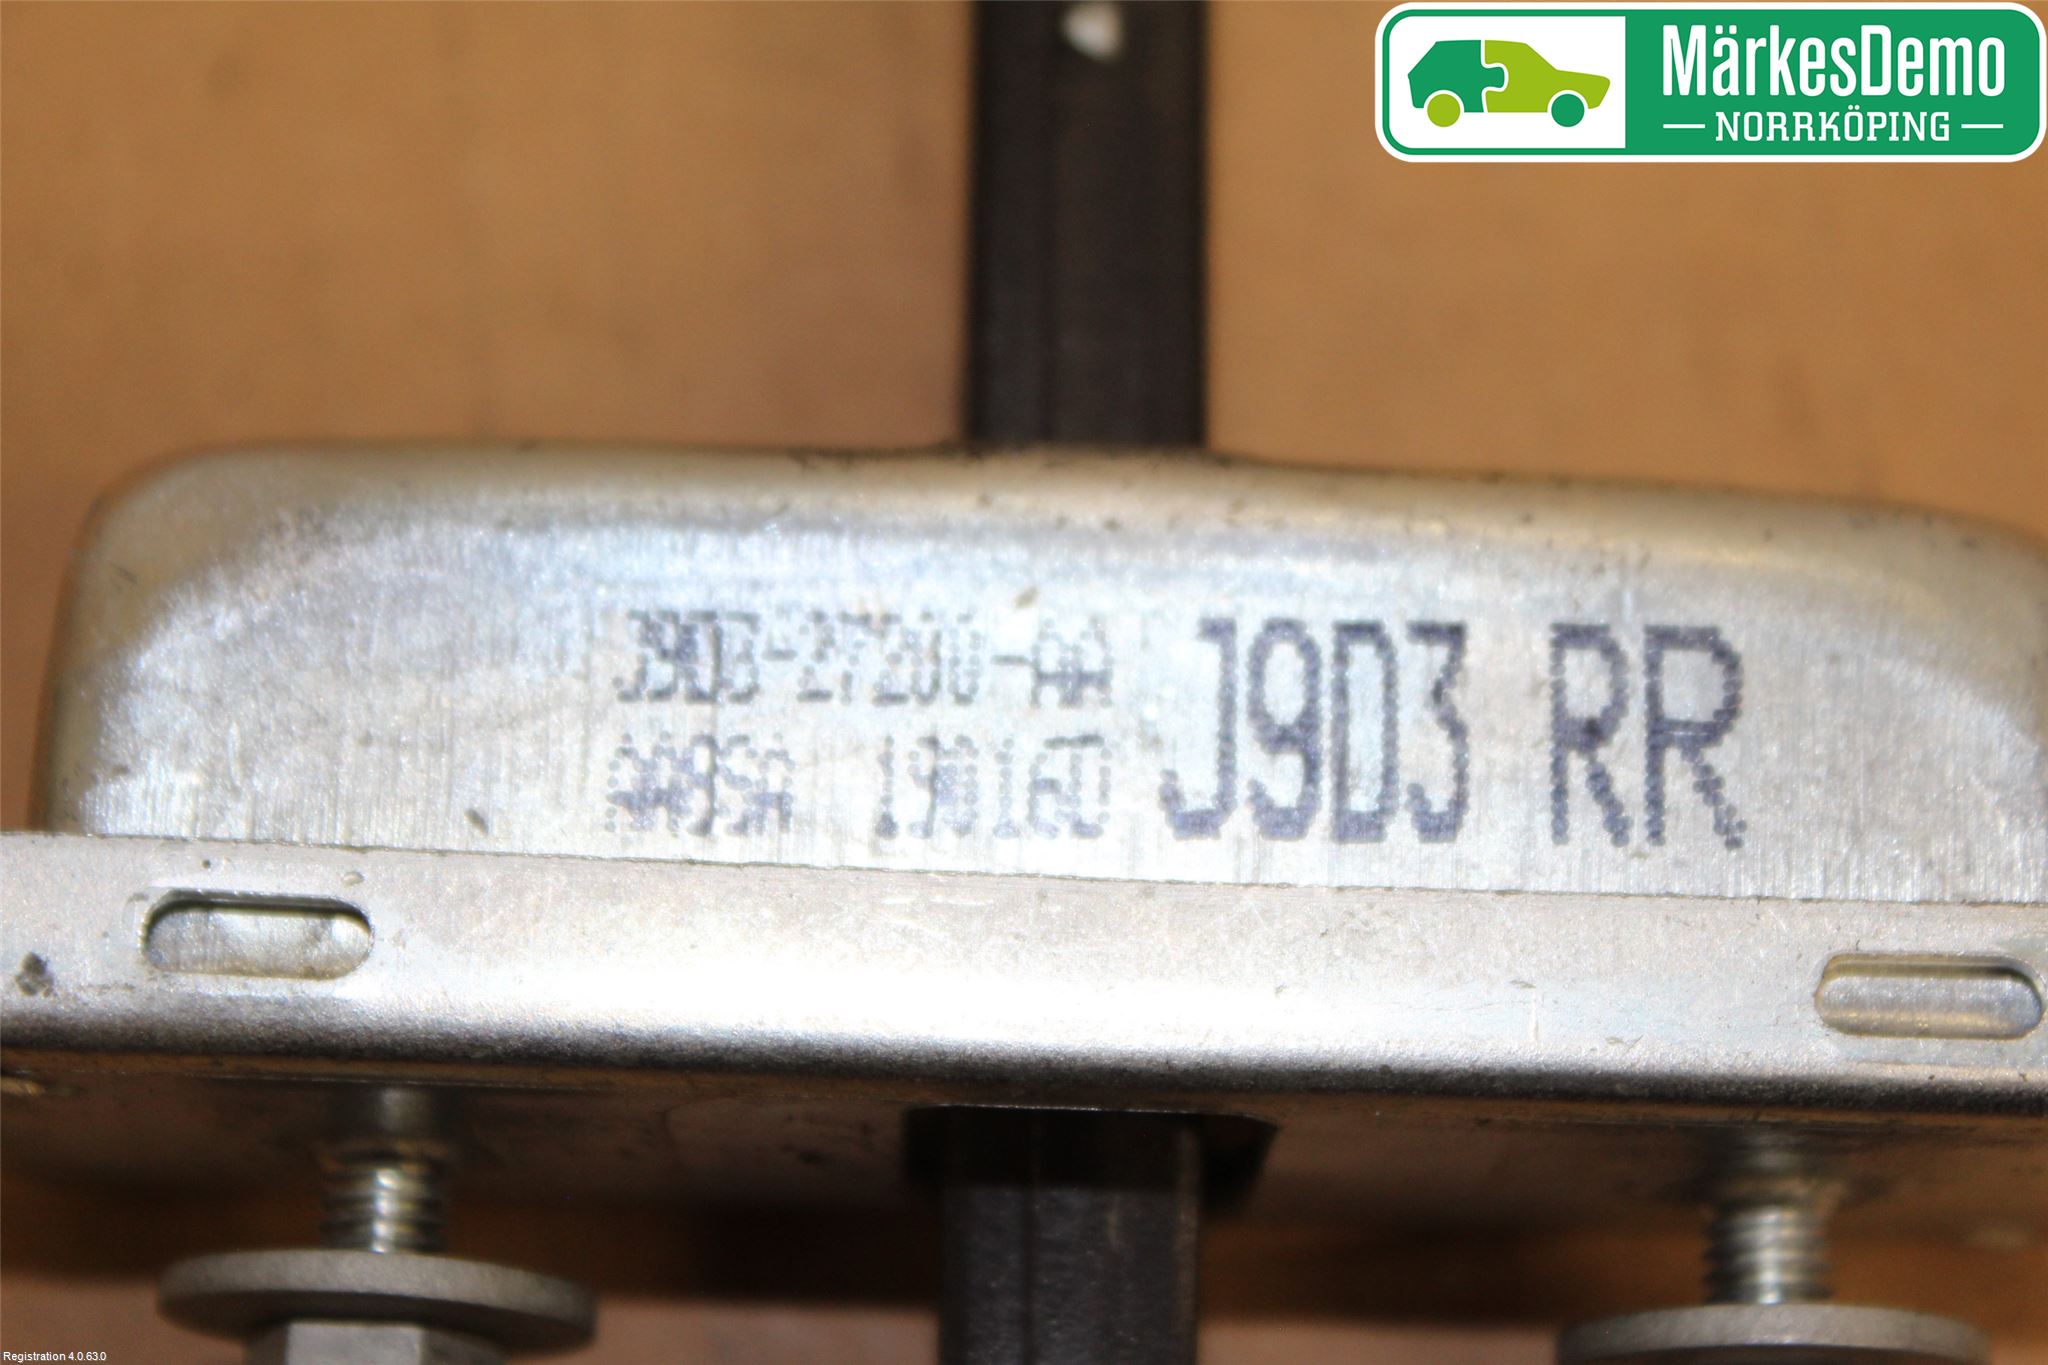 MärkesDemo
NORRKÖPING
J9D3-27200-AA
J9D3 RR
Registration 4.0.63.0